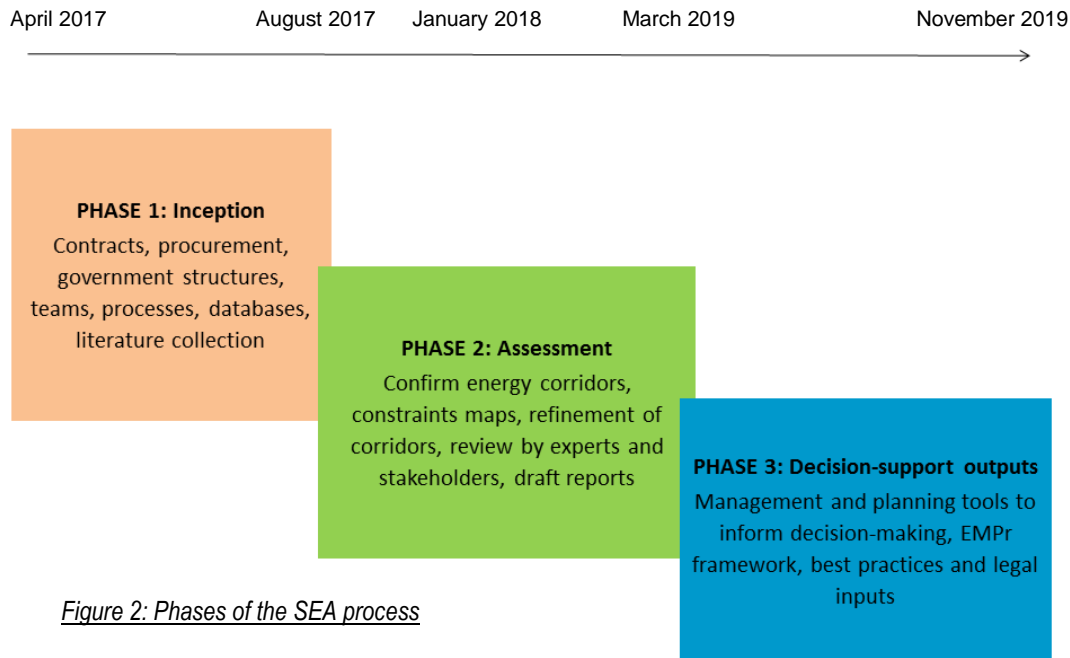 April 2017 August 2017 January 2018 March 2019 November 2019
PHASE 1: Inception
Contracts, procurement,
government structures,
teams, processes, databases,
literature collection
PHASE 2: Assessment
Confirm energy corridors,
constraints maps, refinement of
corridors, review by experts and
stakeholders, draft reports
PHASE 3: Decision-support outputs
Management and planning tools to
inform decision-making, EMPr
framework, best practices and legal
inputs
Figure 2: Phases of the SEA process